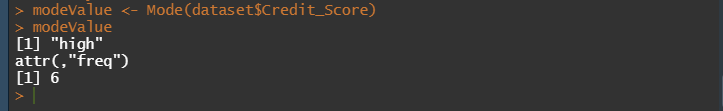 > modeValue <- Mode(dataset$Credit_Score)
> modeValue
[1] "high"
attr(,"freq")
[1] 6
>